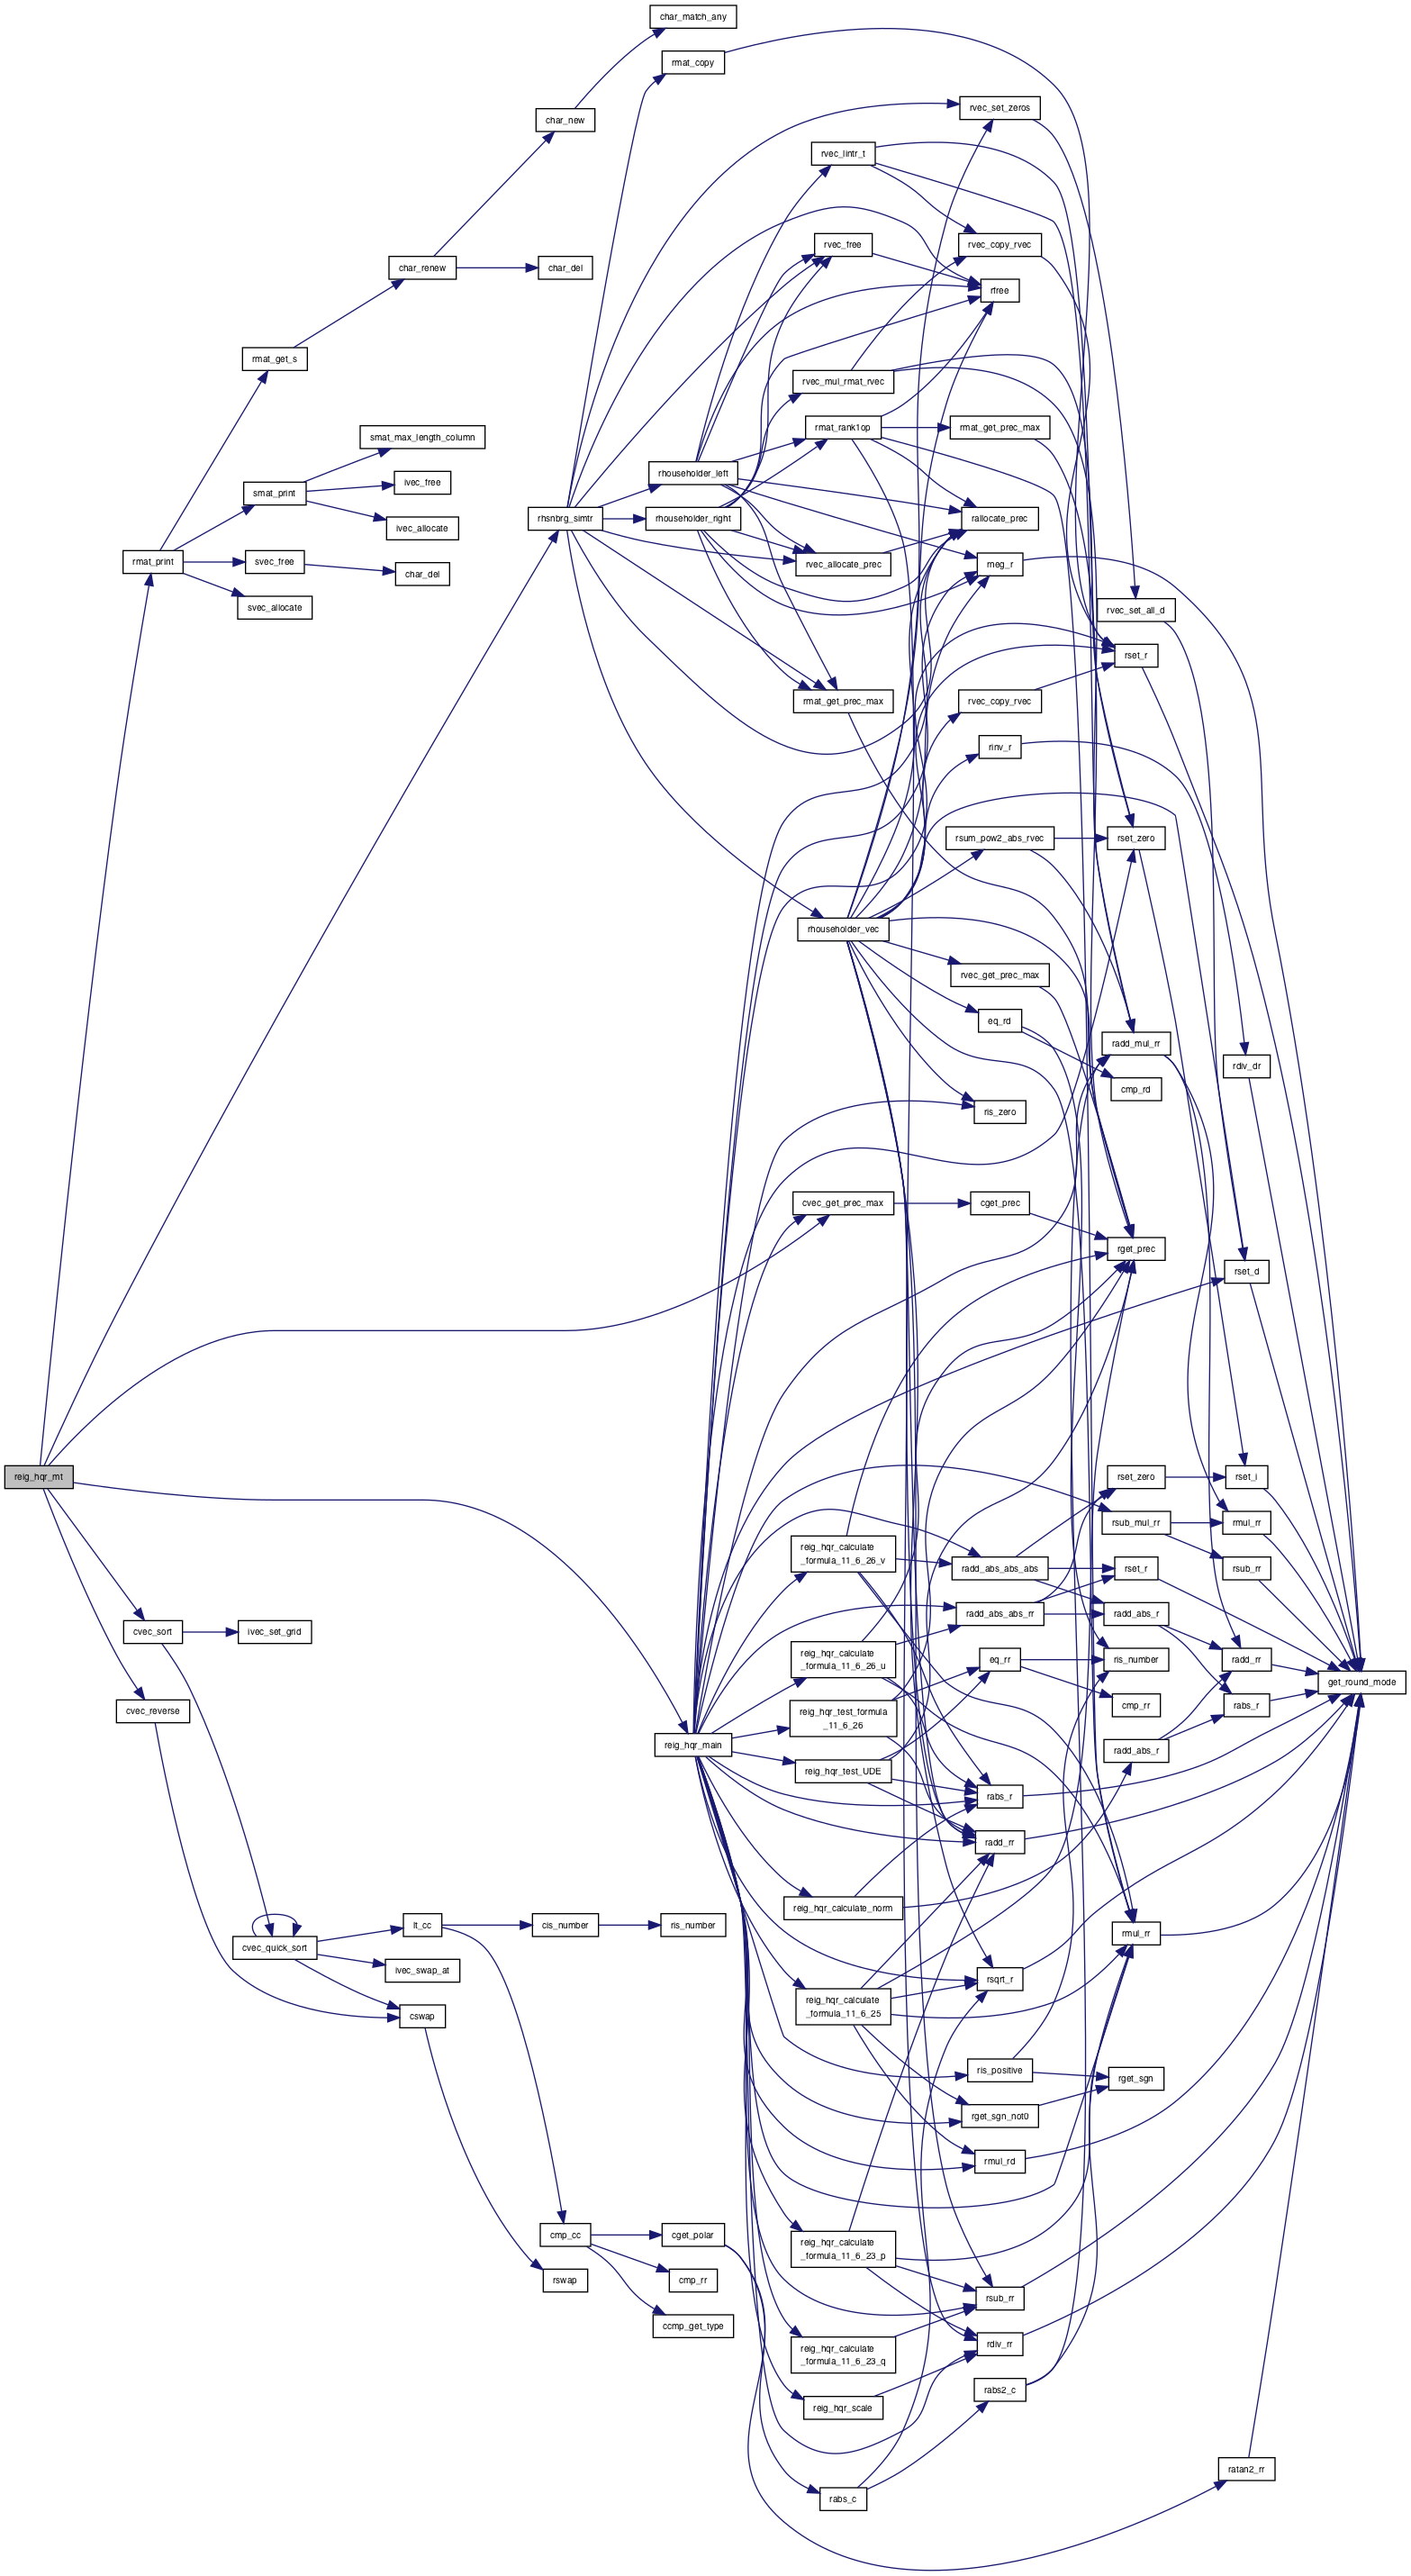 char_match_any
rmat_copy
rvec_set_zeros
char_new
rvec_lintr_t
rvec_free
rvec_copy_rvec
char_renew
char_del
rfree
rmat_get_s
rvec_mul_rmat_rvec
rmat_rank1op
rmat_get_prec_max
smat_max_length_column
rhouseholder_left
smat_print
ivec_free
rhsnbrg_simtr
rhouseholder_right
rallocate_prec
ivec_allocate
rmat_print
svec_free
char_del
rvec_allocate_prec
rneg_r
svec_allocate
rvec_set_all_d
rset_r
rmat_get_prec_max
rvec_copy_rvec
rinv_r
rsum_pow2_abs_rvec
rset_zero
rhouseholder_vec
rvec_get_prec_max
eq_rd
radd_mul_rr
rdiv_dr
cmp_rd
ris_zero
cvec_get_prec_max
cget_prec
rget_prec
rset_d
reig_hqr_mt
rset_zero
rset_i
rsub_mul_rr
rmul_rr
reig_hqr_calculate
_formula_11_6_26_v
radd_abs_abs_abs
rset_r
rsub_rr
radd_abs_abs_rr
radd_abs_r
cvec_sort
ivec_set_grid
reig_hqr_calculate
_formula_11_6_26_u
eq_rr
ris_number
radd_rr
get_round_mode
cvec_reverse
reig_hqr_test_formula
_11_6_26
cmp_rr
rabs_r
reig_hqr_main
radd_abs_r
reig_hqr_test_UDE
rabs_r
radd_rr
reig_hqr_calculate_norm
lt_cc
cis_number
ris_number
rmul_rr
cvec_quick_sort
ivec_swap_at
rsqrt_r
cswap
reig_hqr_calculate
_formula_11_6_25
ris_positive
rget_sgn
rget_sgn_not0
rmul_rd
cmp_cc
cget_polar
reig_hqr_calculate
_formula_11_6_23_p
rswap
cmp_rr
rsub_rr
ccmp_get_type
reig_hqr_calculate
_formula_11_6_23_q
rdiv_rr
rabs2_c
reig_hqr_scale
ratan2_rr
rabs_c